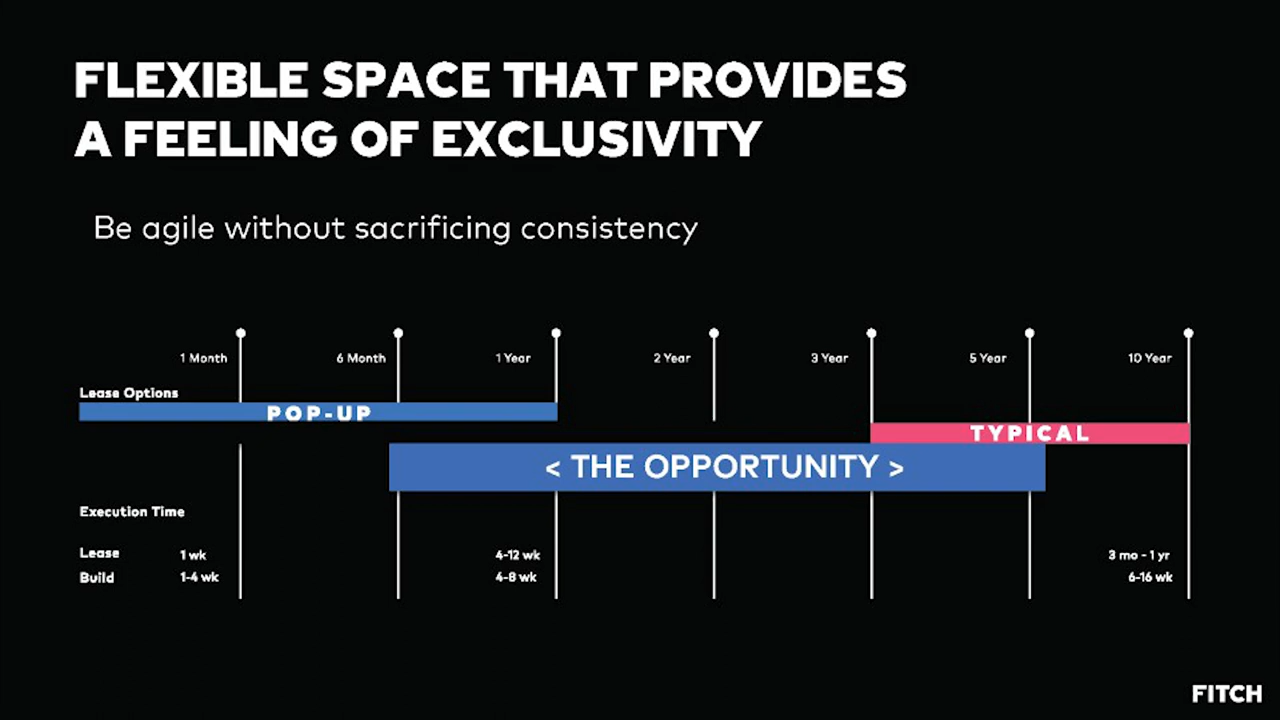 FLEXIBLE SPACE THAT PROVIDES
A FEELING OF EXCLUSIVITY
Be agile without sacrificing consistency
1 Month 6 Month 1 Year 2 Year 3 Year 5 Year 10 Year
Lease Options
POP-UP
TYPICAL
< THE OPPORTUNITY >
Execution Time
Lease 1 wk 4-12 wk 3 mo - 1 yr
Build 1-4 wk 4-8 wk 6-16 wk
FITCH